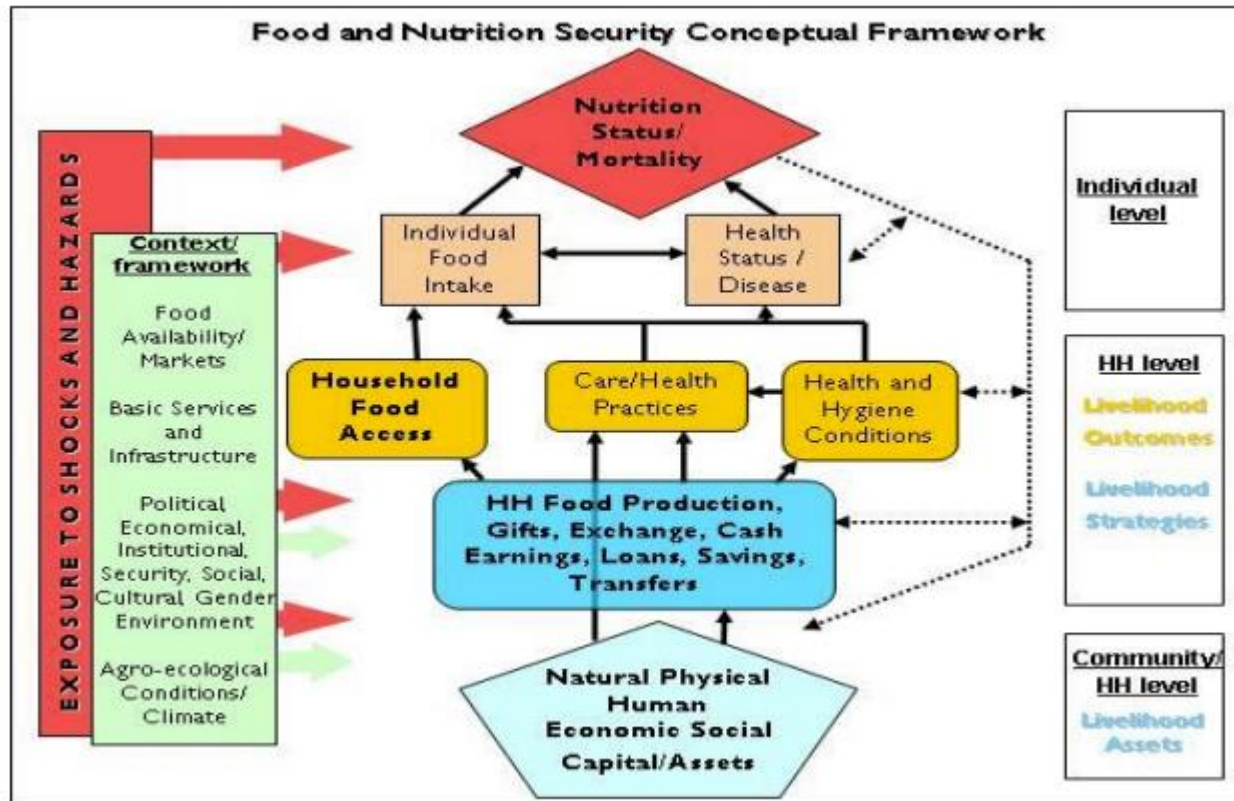 Food and Nutrition Security Conceptual Framework
EXPOSURE TO SHOCKS AND HAZARDS
Context/
framework
Food
Availability/
Markets
Basic Services
and
Infrastructure
Political,
Economical,
Institutional,
Security, Social,
Cultural, Gender
Environment
Agro-ecological
Conditions/
Climate
Nutrition
Status/
Mortality
Individual
Food
Intake
Health
Status /
Disease
Household
Food
Access
Care/Health
Practices
Health and
Hygiene
Conditions
HH Food Production,
Gifts, Exchange, Cash
Earnings, Loans, Savings,
Transfers
Natural Physical
Human
Economic Social
Capital/Assets
Individual
level
HH level
Livelihood
Outcomes
Livelihood
Strategies
Community/
HH level
Livelihood
Assets